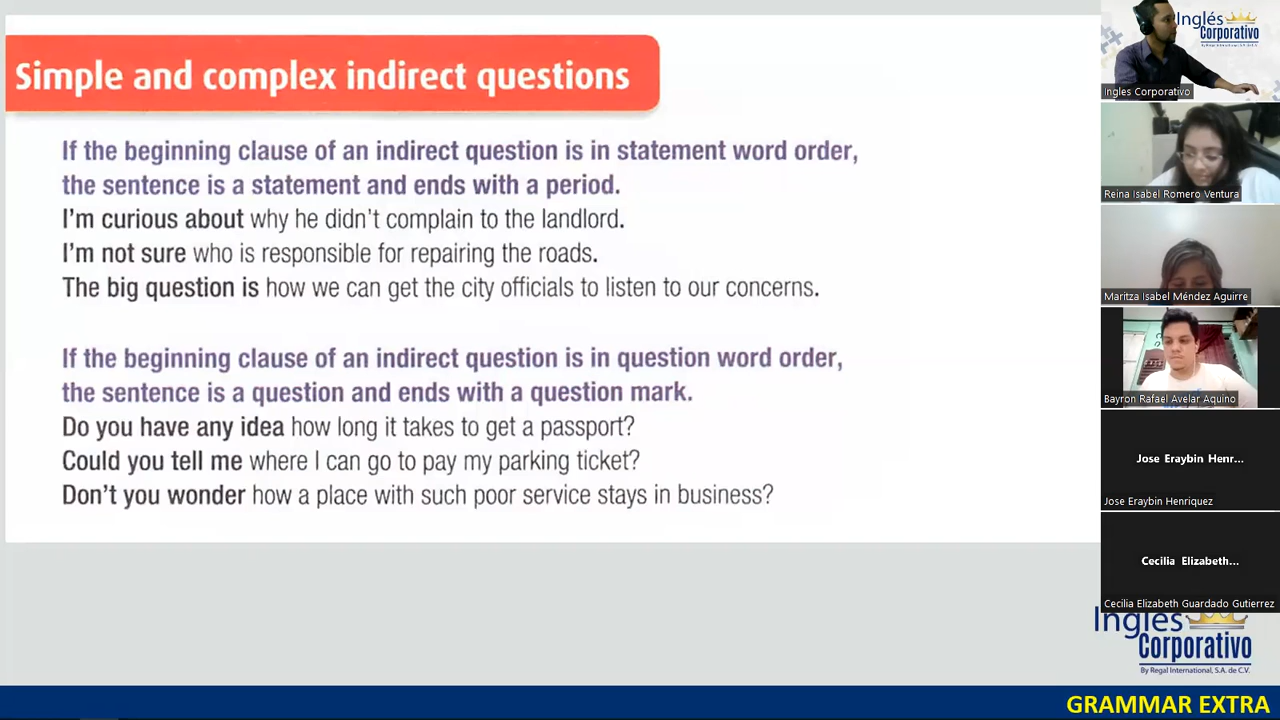 Simple and complex indirect questions
If the beginning clause of an indirect question is in statement word order,
the sentence is a statement and ends with a period.
I'm curious about why he didn't complain to the landlord.
I'm not sure who is responsible for repairing the roads.
The big question is how we can get the city officials to listen to our concerns.
If the beginning clause of an indirect question is in question word order,
the sentence is a question and ends with a question mark.
Do you have any idea how long it takes to get a passport?
Could you tell me where I can go to pay my parking ticket?
Don't you wonder how a place with such poor service stays in business?
Inglés
Corporativo
By Regal International, S.A. de C.V.
Ingles Corporativo
Reina Isabel Romero Ventura
Maritza Isabel Méndez Aguirre
Bayron Rafael Avelar Aquino
Jose Eraybin Henr...
Jose Eraybin Henriquez
Cecilia Elizabeth...
Cecilia Elizabeth Guardado Gutierrez
Inglés
Corporativo
By Regal International, S.A. de C.V.
GRAMMAR EXTRA